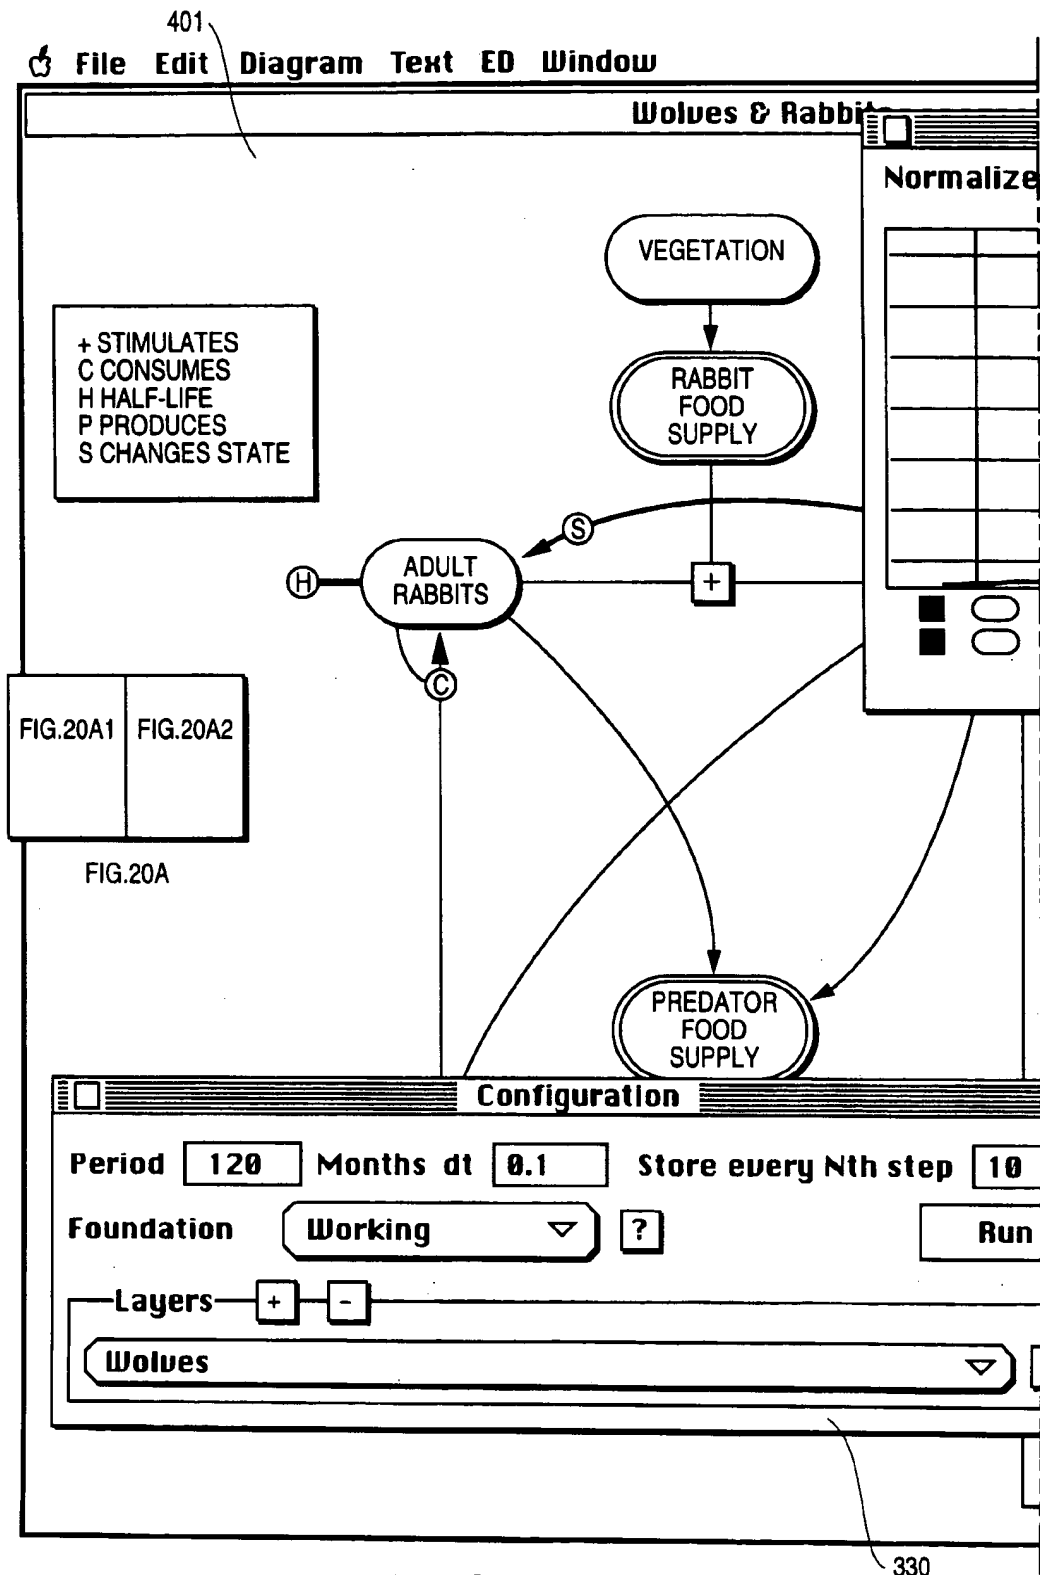 401
File Edit Diagram Text ED Window
Wolves & Rabbits
Normalize
VEGETATION
+ STIMULATES
C CONSUMES
H HALF-LIFE
P PRODUCES
S CHANGES STATE
RABBIT
FOOD
SUPPLY
S
ADULT
RABBITS
H
+
C
FIG.20A1 FIG.20A2
FIG.20A
PREDATOR
FOOD
SUPPLY
Configuration
Period 120 Months dt 0.1 Store every Nth step 10
Foundation Working ? Run
Layers + -
Wolves
330